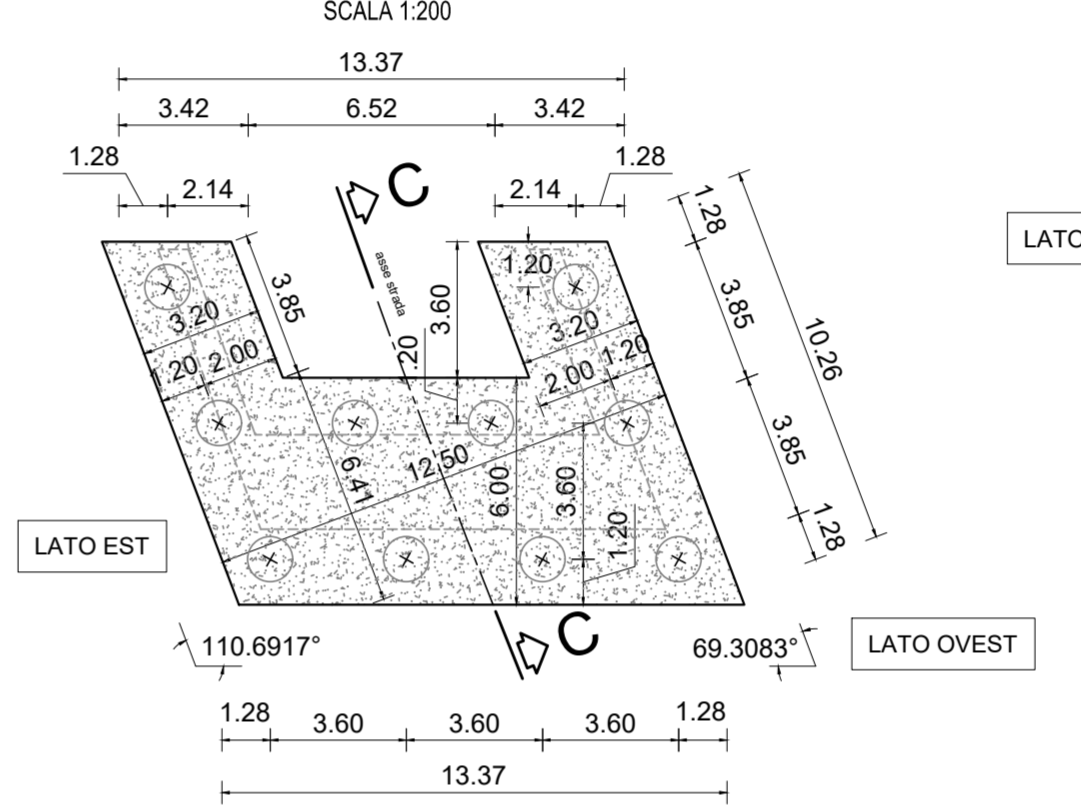 SCALA 1:200
13.37
3.42 6.52 3.42
1.28 1.28
2.14 2.14
C
asse strada
1.28
3.85
1.20
3.60
3.85
10.26
3.20
3.20
1.20 2.00
.20
2.00 1.20
12.50
6.41
6.00
3.60
3.85
1.20
1.28
LATO EST
LATO
110.6917°
C
69.3083°
LATO OVEST
1.28 3.60 3.60 3.60 1.28
13.37